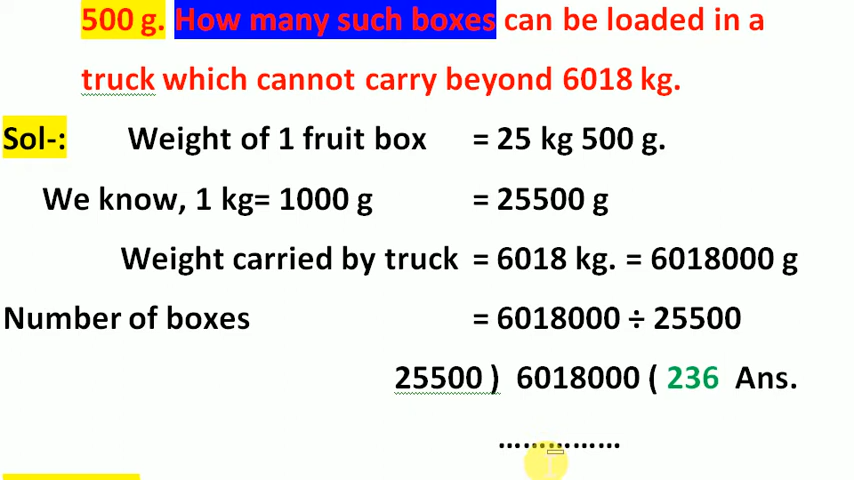 500 g. How many such boxes can be loaded in a
truck which cannot carry beyond 6018 kg.
Sol-: Weight of 1 fruit box = 25 kg 500 g.
We know, 1 kg= 1000 g = 25500 g
Weight carried by truck = 6018 kg. = 6018000 g
Number of boxes = 6018000 ÷ 25500
25500 ) 6018000 ( 236 Ans.
……………